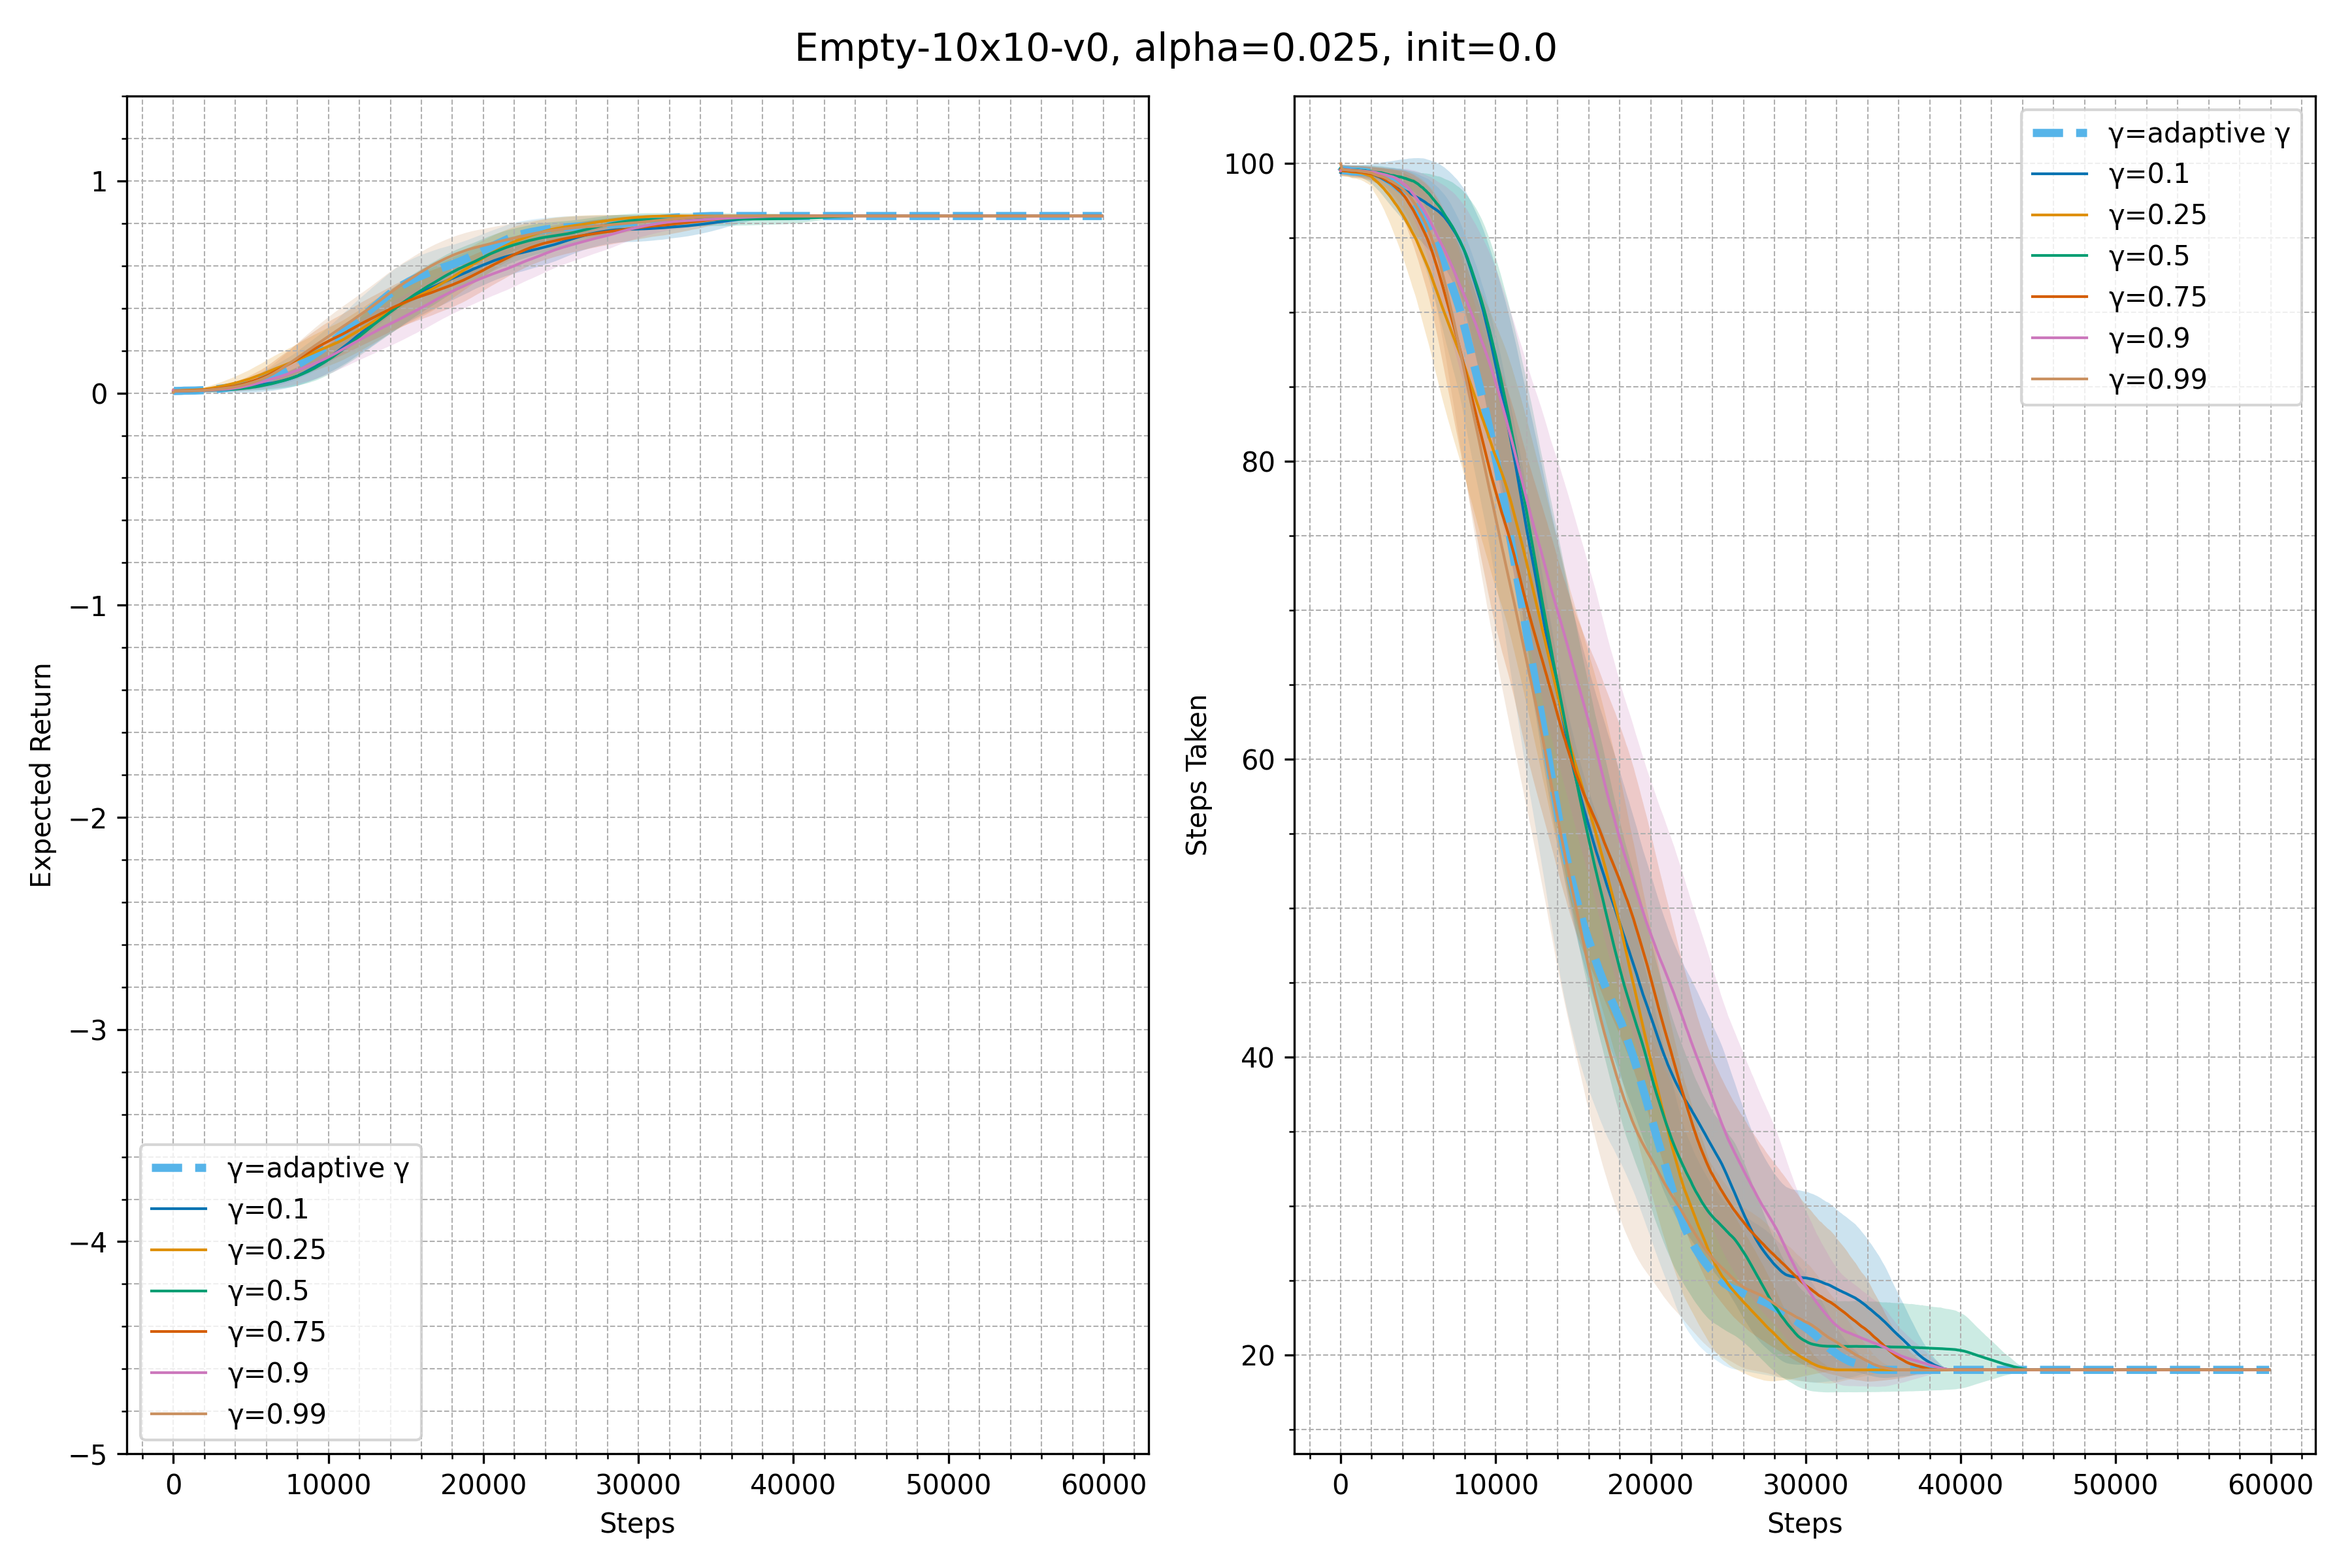 Empty-10x10-v0, alpha=0.025, init=0.0
Expected Return
1
0
−1
−2
−3
−4
−5
γ=adaptive γ
γ=0.1
γ=0.25
γ=0.5
γ=0.75
γ=0.9
γ=0.99
0 10000 20000 30000 40000 50000 60000
Steps
Steps Taken
100
80
60
40
20
γ=adaptive γ
γ=0.1
γ=0.25
γ=0.5
γ=0.75
γ=0.9
γ=0.99
0 10000 20000 30000 40000 50000 60000
Steps